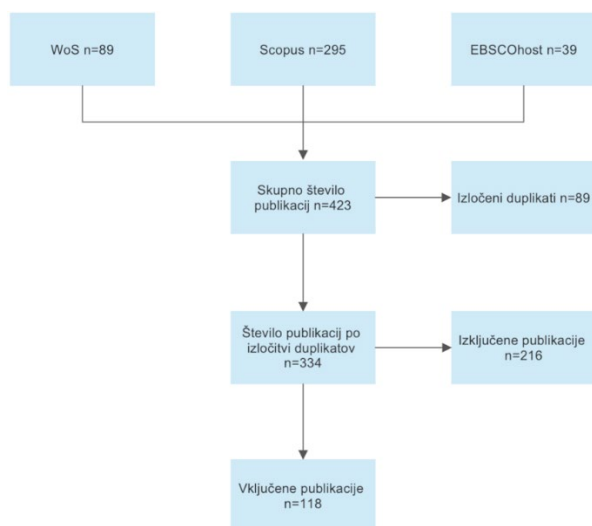 WoS n=89
Scopus n=295
EBSCOhost n=39
Skupno število
publikacij n=423
Izločeni duplikati n=89
Število publikacij po
izločitvi duplikatov
n=334
Izključene publikacije
n=216
Vključene publikacije
n=118